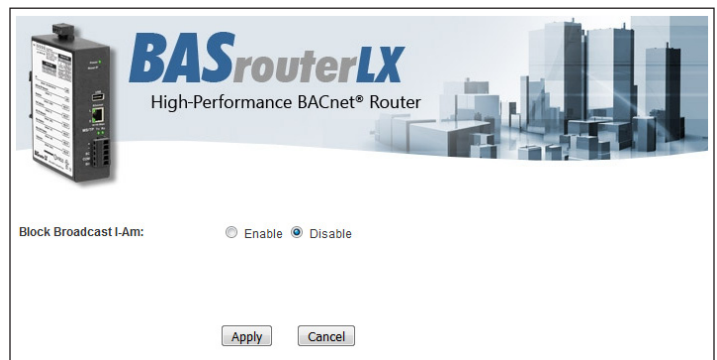 BASrouterLX
High-Performance BACnet® Router
Block Broadcast I-Am: Enable Disable
Apply Cancel